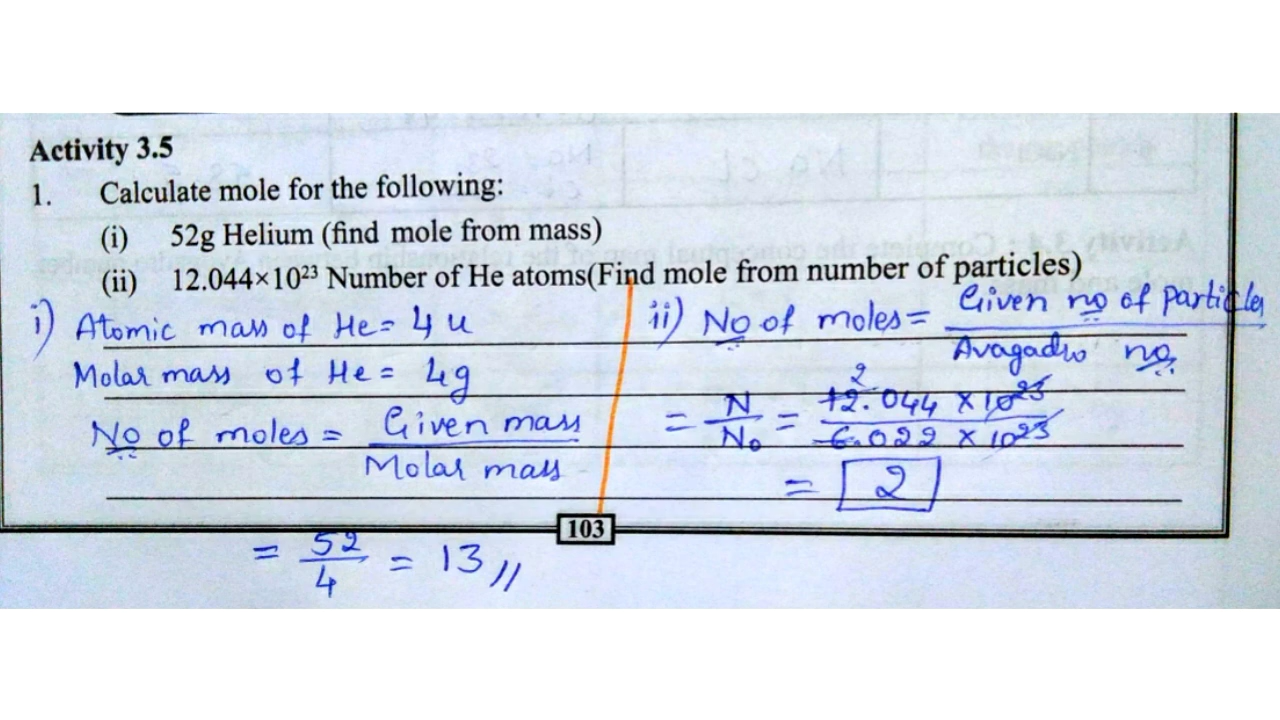 Activity 3.5
1. Calculate mole for the following:
(i) 52g Helium (find mole from mass)
(ii) 12.044×10²³ Number of He atoms(Find mole from number of particles)
i) Atomic mass of He= 4 u
Molar mass of He = 4g
No of moles = Given mass
Molar mass
= 52
4
= 13 //
ii) No of moles = Given no of particles
Avagadro no.
= N
No
= 2
12.044 × 10²³
6.022 × 10²³
= 2
103